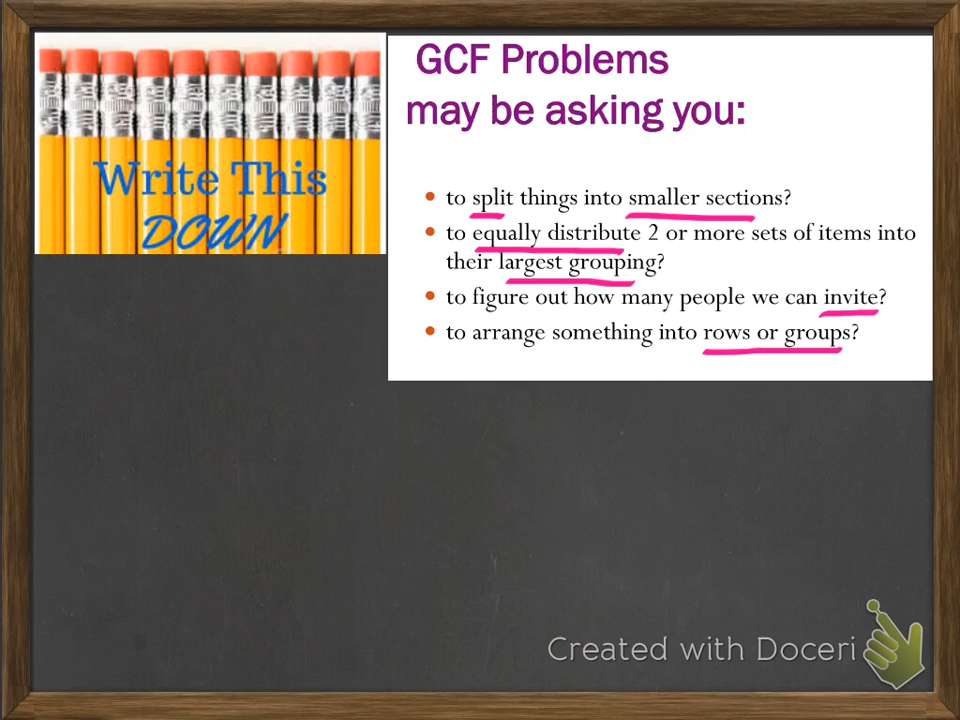 Write This
DOWN
GCF Problems
may be asking you:
• to split things into smaller sections?
• to equally distribute 2 or more sets of items into
their largest grouping?
• to figure out how many people we can invite?
• to arrange something into rows or groups?
Created with Doceri